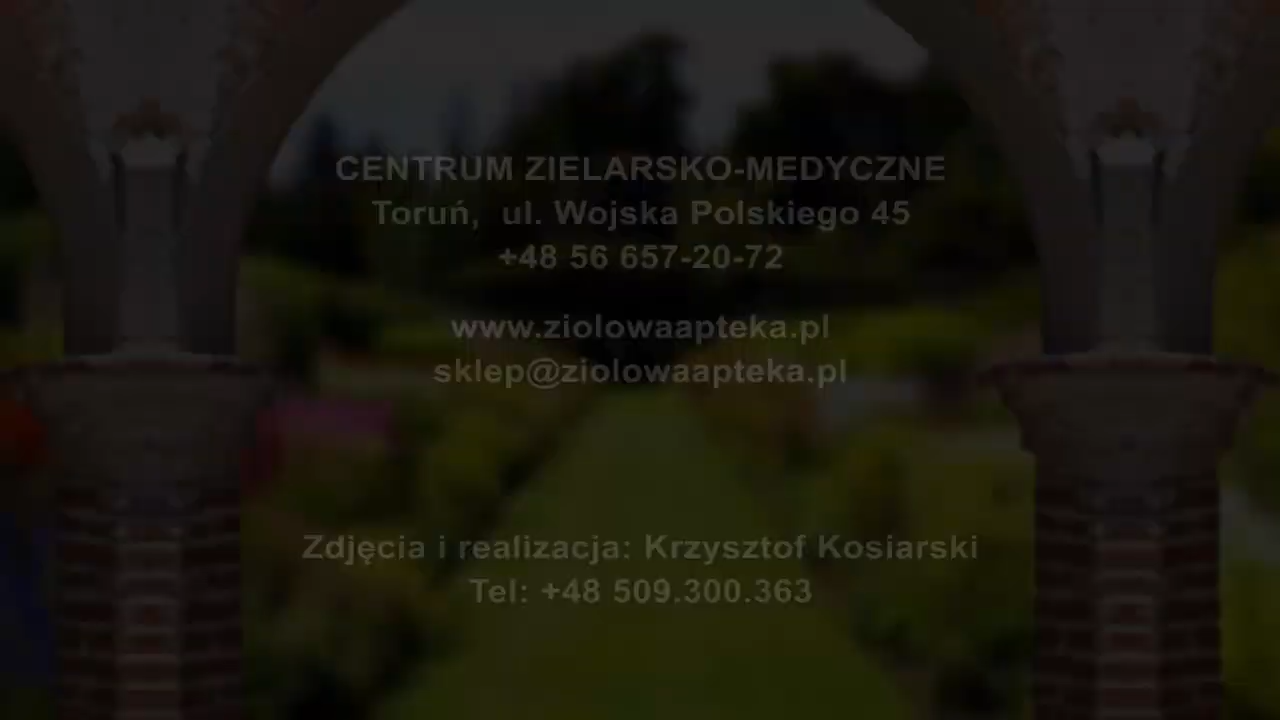 CENTRUM ZIELARSKO-MEDYCZNE
Toruń, ul. Wojska Polskiego 45
+48 56 657-20-72
www.ziolowaapteka.pl
sklep@ziolowaapteka.pl
Zdjęcia i realizacja: Krzysztof Kosiarski
Tel: +48 509.300.363